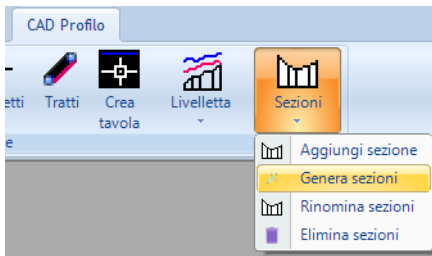 CAD Profilo
etti Tratti Crea tavola Livelletta Sezioni
e
Aggiungi sezione
Genera sezioni
Rinomina sezioni
Elimina sezioni